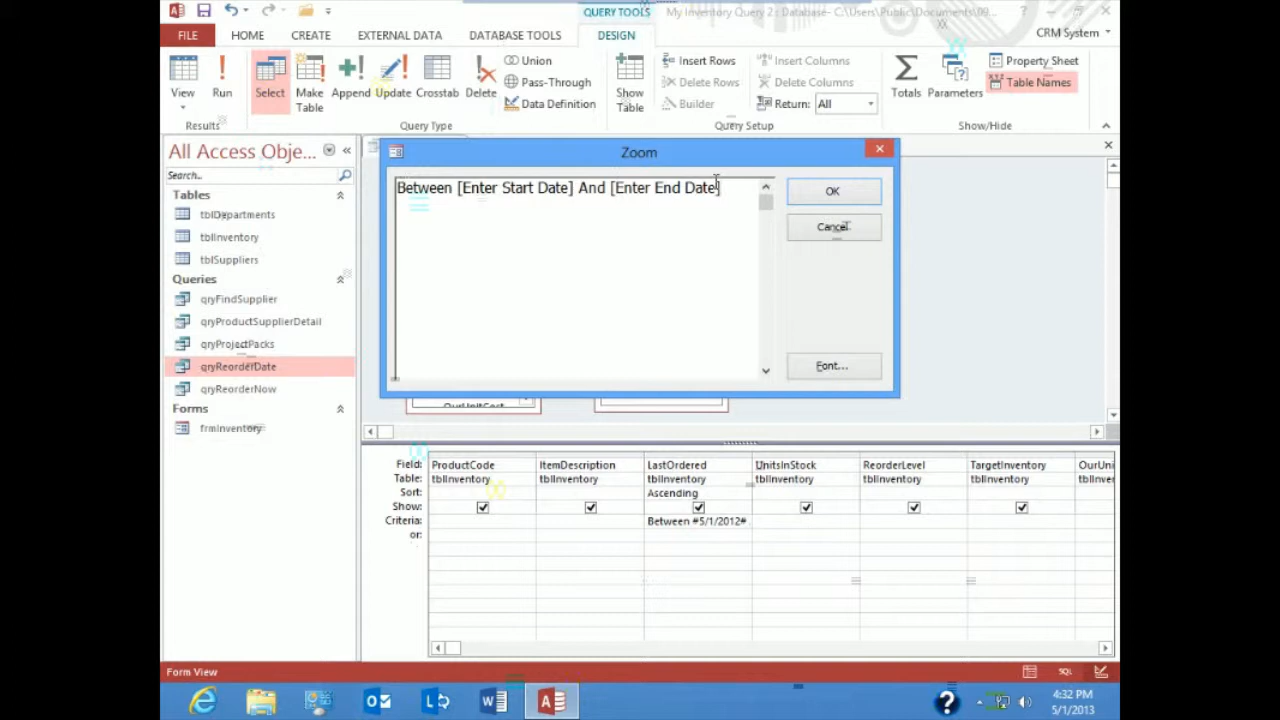 QUERY TOOLS
My Inventory Query 2 : Database- C:\Users\Public\Documents\09...
FILE HOME CREATE EXTERNAL DATA DATABASE TOOLS DESIGN CRM System
View Run Select Make Table Append Update Crosstab Delete
Union
Pass-Through
Data Definition
Show Table
Insert Rows
Delete Rows
Builder
Insert Columns
Delete Columns
Return: All
Totals Parameters
Property Sheet
Table Names
Results Query Type Query Setup Show/Hide
All Access Obje...
Search...
Tables
tblDepartments
tblInventory
tblSuppliers
Queries
qryFindSupplier
qryProductSupplierDetail
qryProjectPacks
qryReorderDate
qryReorderNow
Forms
frmInventory
Zoom
Between [Enter Start Date] And [Enter End Date]
OK
Cancel
Font...
OurUnitCost
Field: ProductCode ItemDescription LastOrdered UnitsInStock ReorderLevel TargetInventory OurUni
Table: tblInventory tblInventory tblInventory tblInventory tblInventory tblInventory tblInven
Sort: Ascending
Show:
Criteria: Between #5/1/2012#
or:
Form View
SQL
4:32 PM
5/1/2013